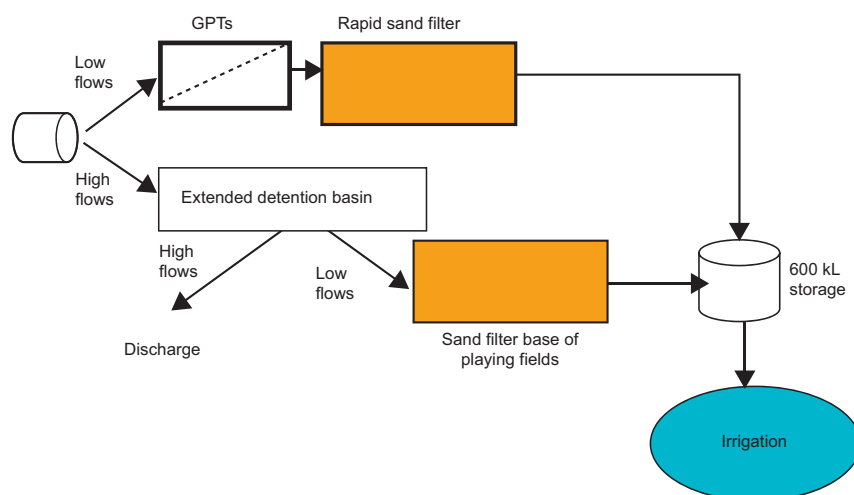 GPTs
Rapid sand filter
Low
flows
High
flows
Extended detention basin
High
flows
Low
flows
600 kL
storage
Discharge
Sand filter base of
playing fields
Irrigation